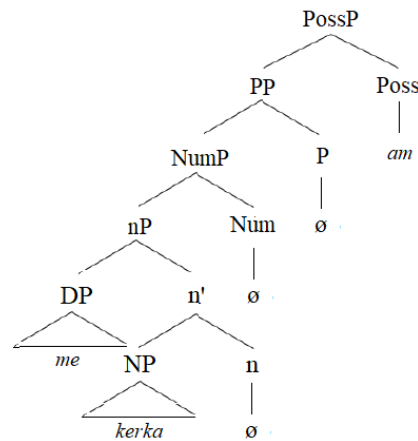 PossP
PP Poss
NumP P am
nP Num ø
DP n' ø
me NP n
kerka ø